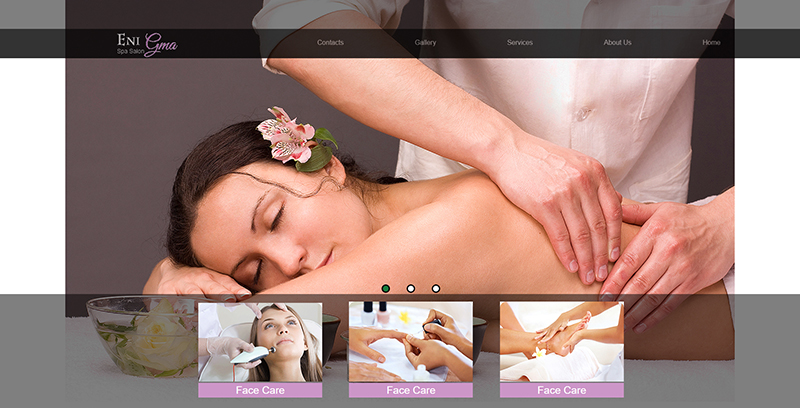 Eni Gma
Spa Salon
Contacts
Gallery
Services
About Us
Home
Face Care
Face Care
Face Care